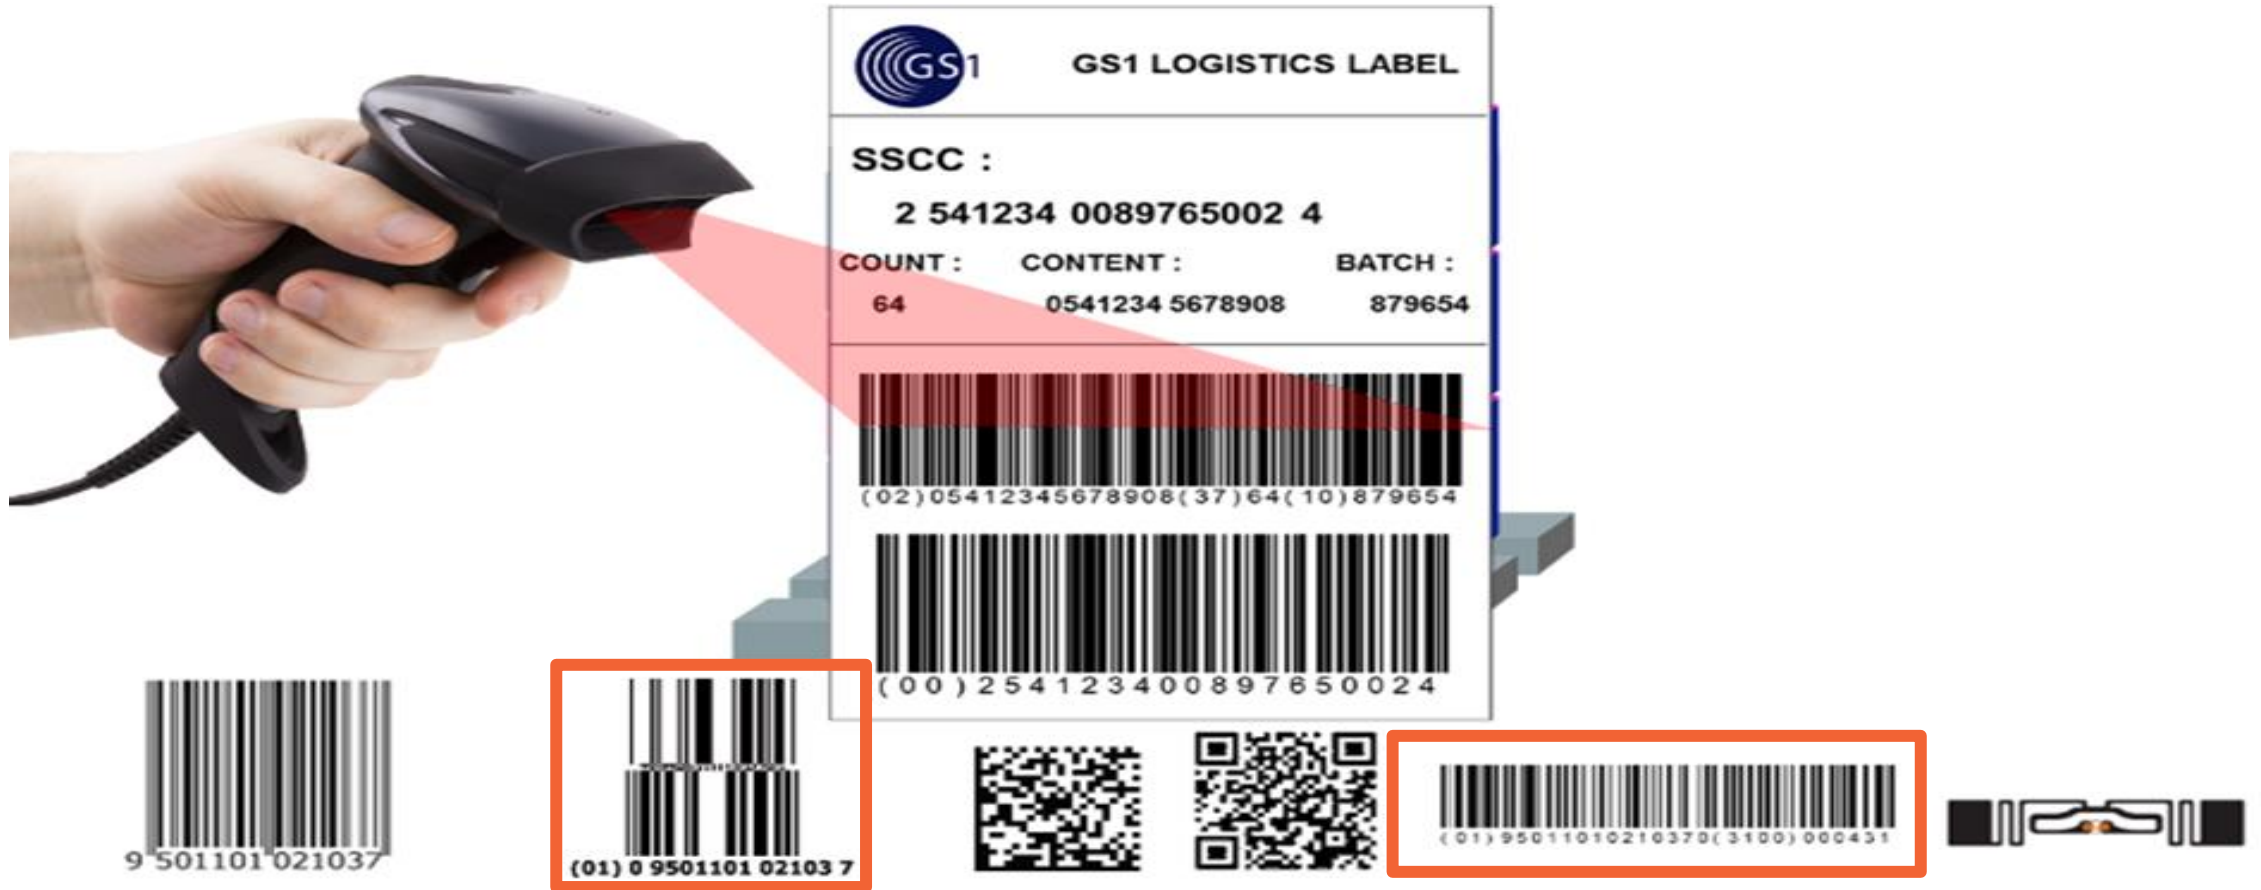 GS1
GS1 LOGISTICS LABEL
SSCC :
2 541234 0089765002 4
COUNT : CONTENT : BATCH :
64 0541234 5678908 879654
(02)05412345678908(37)64(10)879654
(00)254123400897650024
9 501101 021037
(01) 0 9501101 02103 7
(01)95011010210370(3100)000431